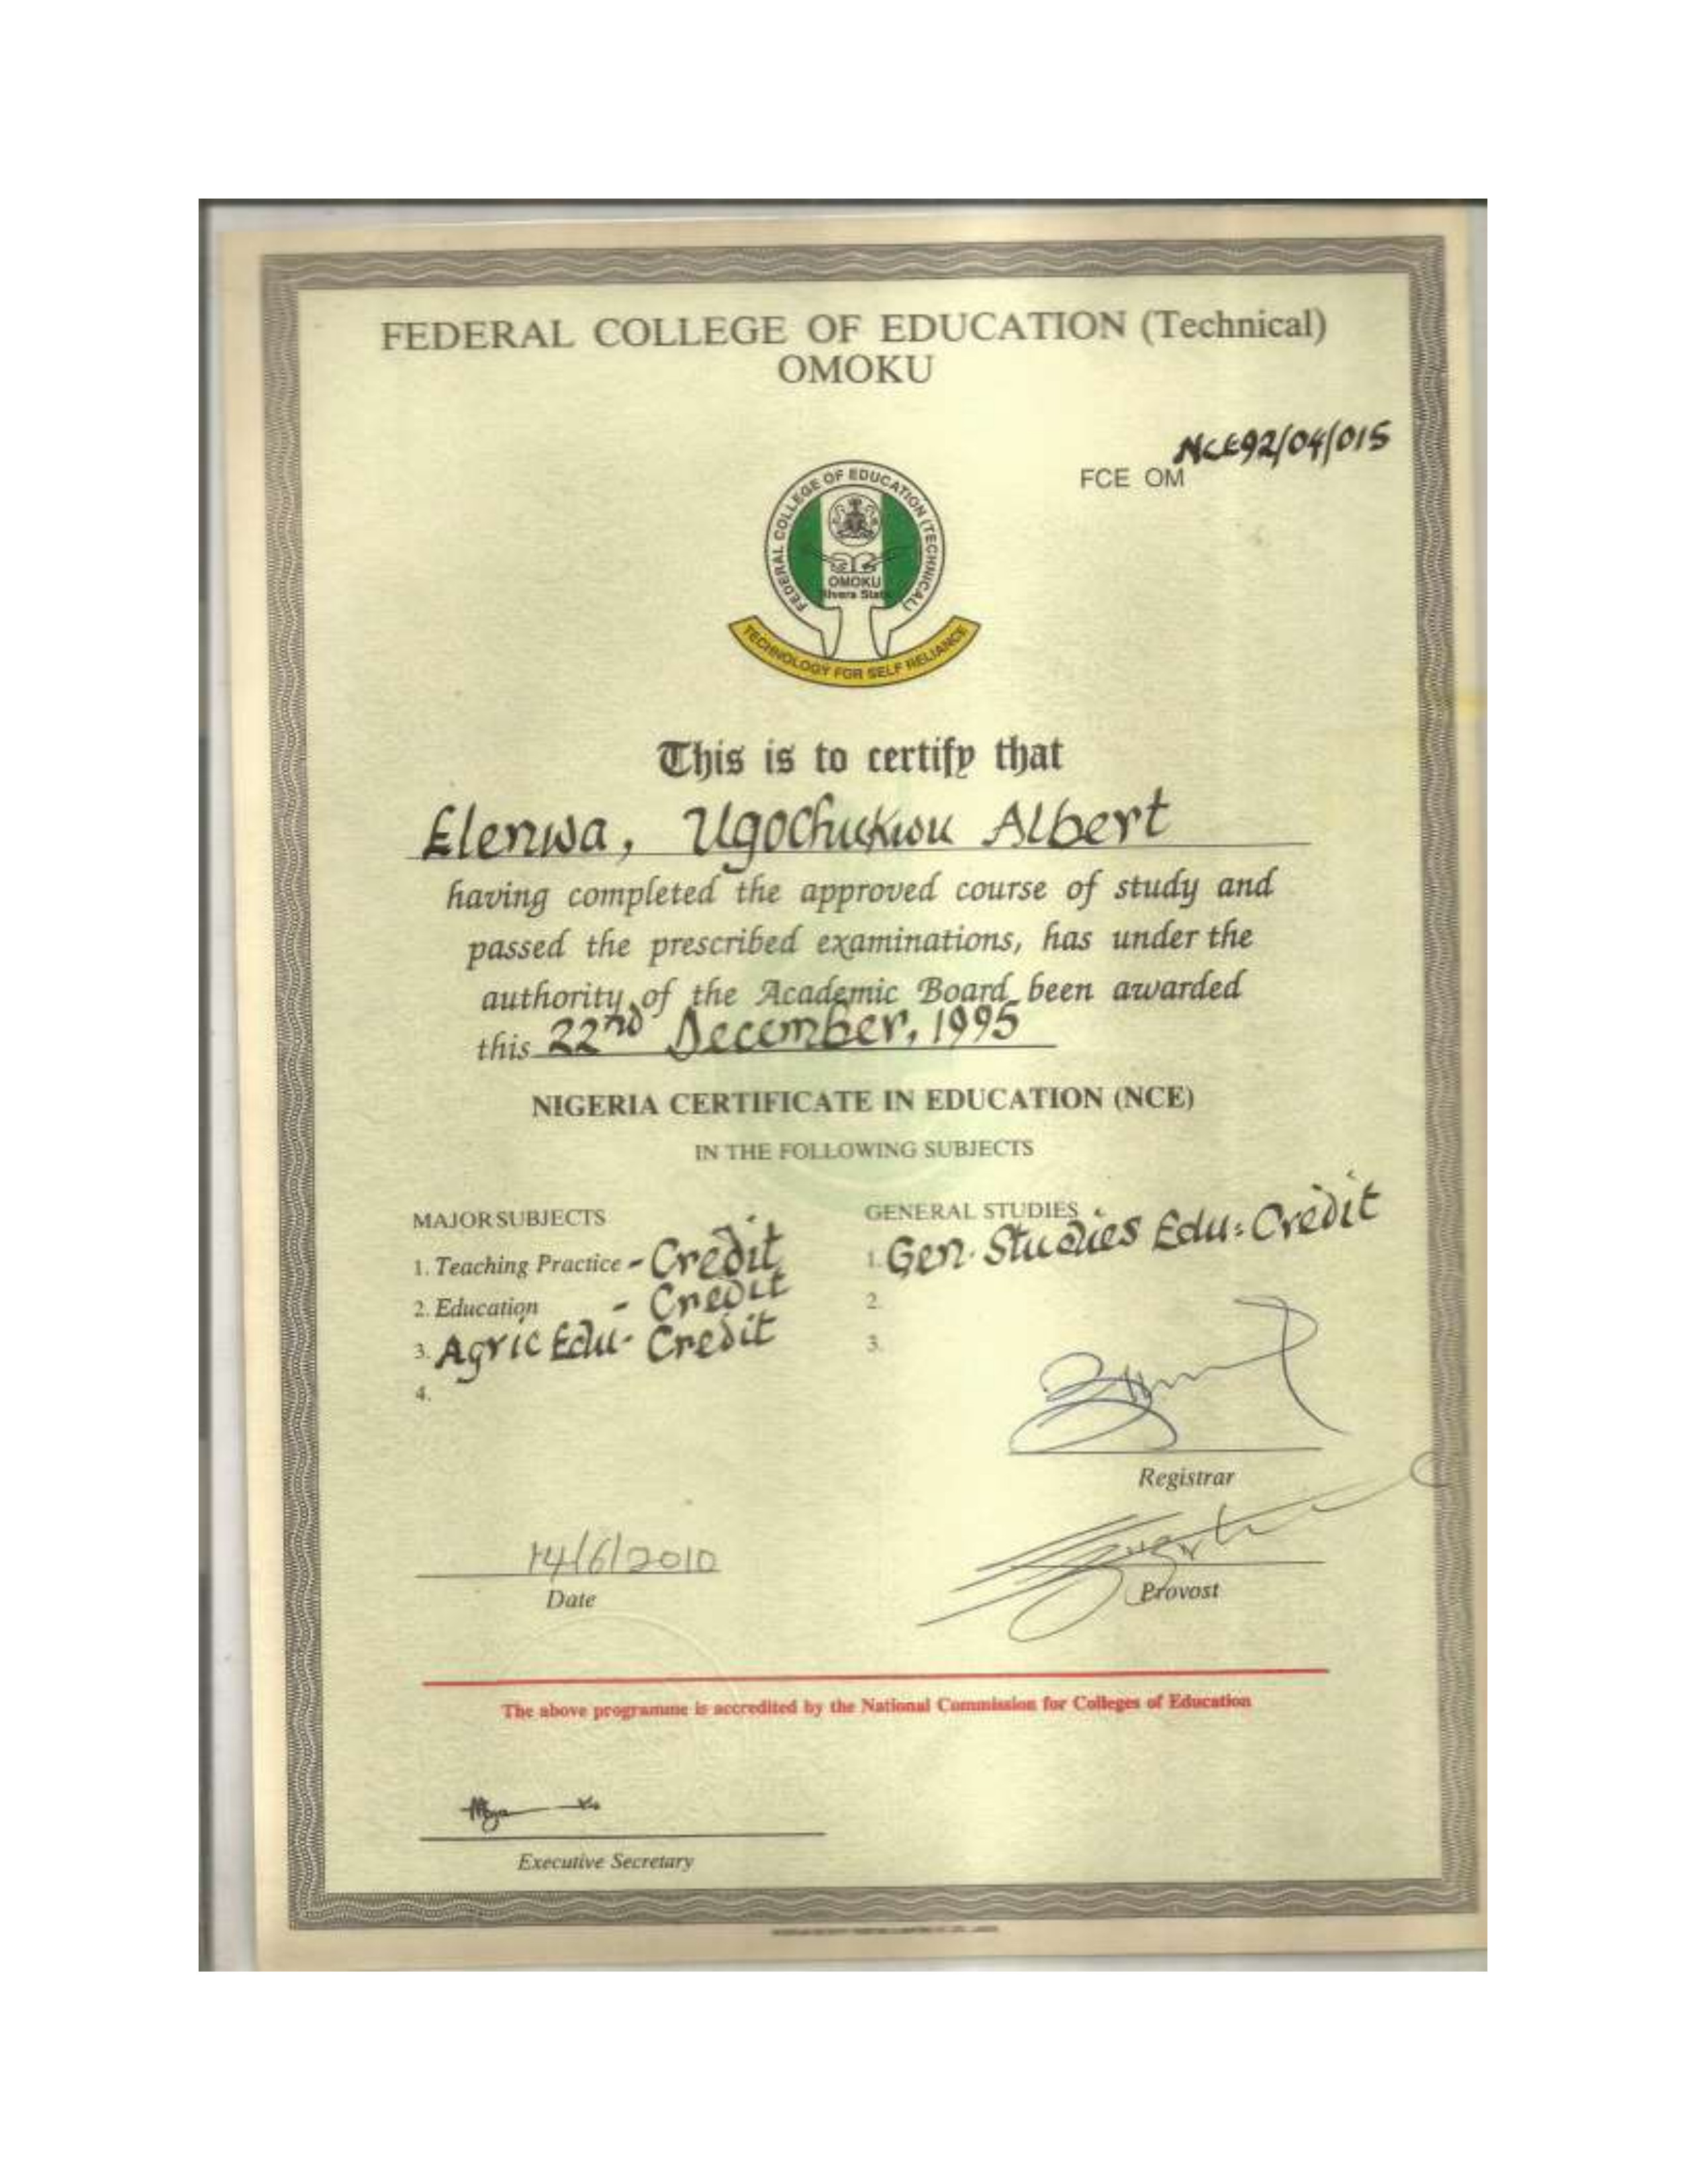 FEDERAL COLLEGE OF EDUCATION (Technical)
OMOKU
NCE92/04/015
FCE OM
FEDERAL COLLEGE OF EDUCATION (TECHNICAL)
OMOKU
Rivers State
TECHNOLOGY FOR SELF RELIANCE
This is to certify that
Elenwa, Ugochukwu Albert
having completed the approved course of study and
passed the prescribed examinations, has under the
authority of the Academic Board been awarded
this 22nd December, 1995
NIGERIA CERTIFICATE IN EDUCATION (NCE)
IN THE FOLLOWING SUBJECTS
MAJOR SUBJECTS
1. Teaching Practice - Credit
2. Education - Credit
3. Agric Edu - Credit
4.
GENERAL STUDIES
1. Gen. Studies Edu: Credit
2.
3.
Registrar
14/6/2010
Date
Provost
The above programme is accredited by the National Commission for Colleges of Education
Executive Secretary